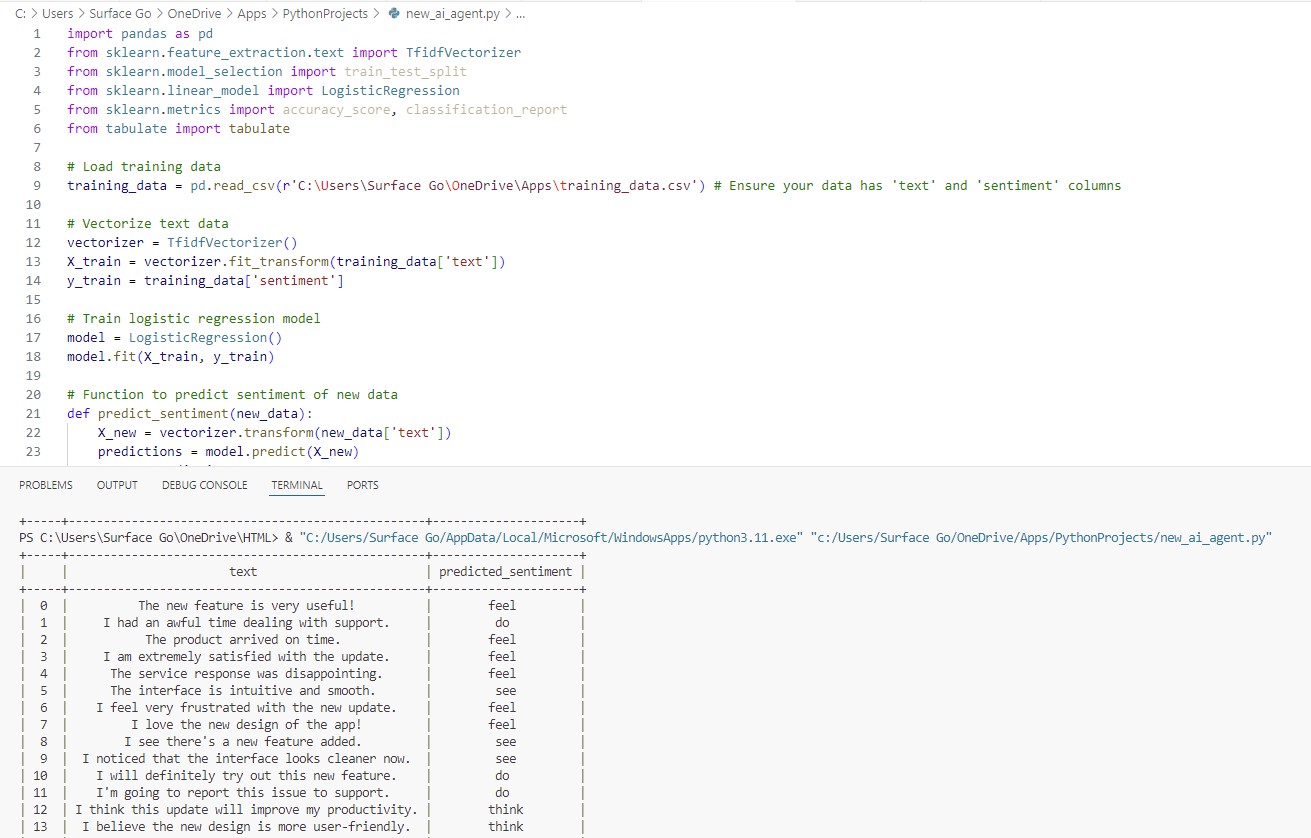 C: > Users > Surface Go > OneDrive > Apps > PythonProjects > new_ai_agent.py > ...
1 import pandas as pd
2 from sklearn.feature_extraction.text import TfidfVectorizer
3 from sklearn.model_selection import train_test_split
4 from sklearn.linear_model import LogisticRegression
5 from sklearn.metrics import accuracy_score, classification_report
6 from tabulate import tabulate
7
8 # Load training data
9 training_data = pd.read_csv(r'C:\Users\Surface Go\OneDrive\Apps\training_data.csv') # Ensure your data has 'text' and 'sentiment' columns
10
11 # Vectorize text data
12 vectorizer = TfidfVectorizer()
13 X_train = vectorizer.fit_transform(training_data['text'])
14 y_train = training_data['sentiment']
15
16 # Train logistic regression model
17 model = LogisticRegression()
18 model.fit(X_train, y_train)
19
20 # Function to predict sentiment of new data
21 def predict_sentiment(new_data):
22     X_new = vectorizer.transform(new_data['text'])
23     predictions = model.predict(X_new)
PROBLEMS OUTPUT DEBUG CONSOLE TERMINAL PORTS
+-----+----------------------------------------------------+----------------------+
PS C:\Users\Surface Go\OneDrive\HTML> & "C:/Users/Surface Go/AppData/Local/Microsoft/WindowsApps/python3.11.exe" "c:/Users/Surface Go/OneDrive/Apps/PythonProjects/new_ai_agent.py"
+-----+----------------------------------------------------+----------------------+
| | text | predicted_sentiment |
+-----+----------------------------------------------------+----------------------+
| 0 | The new feature is very useful! | feel |
| 1 | I had an awful time dealing with support. | do |
| 2 | The product arrived on time. | feel |
| 3 | I am extremely satisfied with the update. | feel |
| 4 | The service response was disappointing. | feel |
| 5 | The interface is intuitive and smooth. | see |
| 6 | I feel very frustrated with the new update. | feel |
| 7 | I love the new design of the app! | feel |
| 8 | I see there's a new feature added. | see |
| 9 | I noticed that the interface looks cleaner now. | see |
| 10 | I will definitely try out this new feature. | do |
| 11 | I'm going to report this issue to support. | do |
| 12 | I think this update will improve my productivity. | think |
| 13 | I believe the new design is more user-friendly. | think |